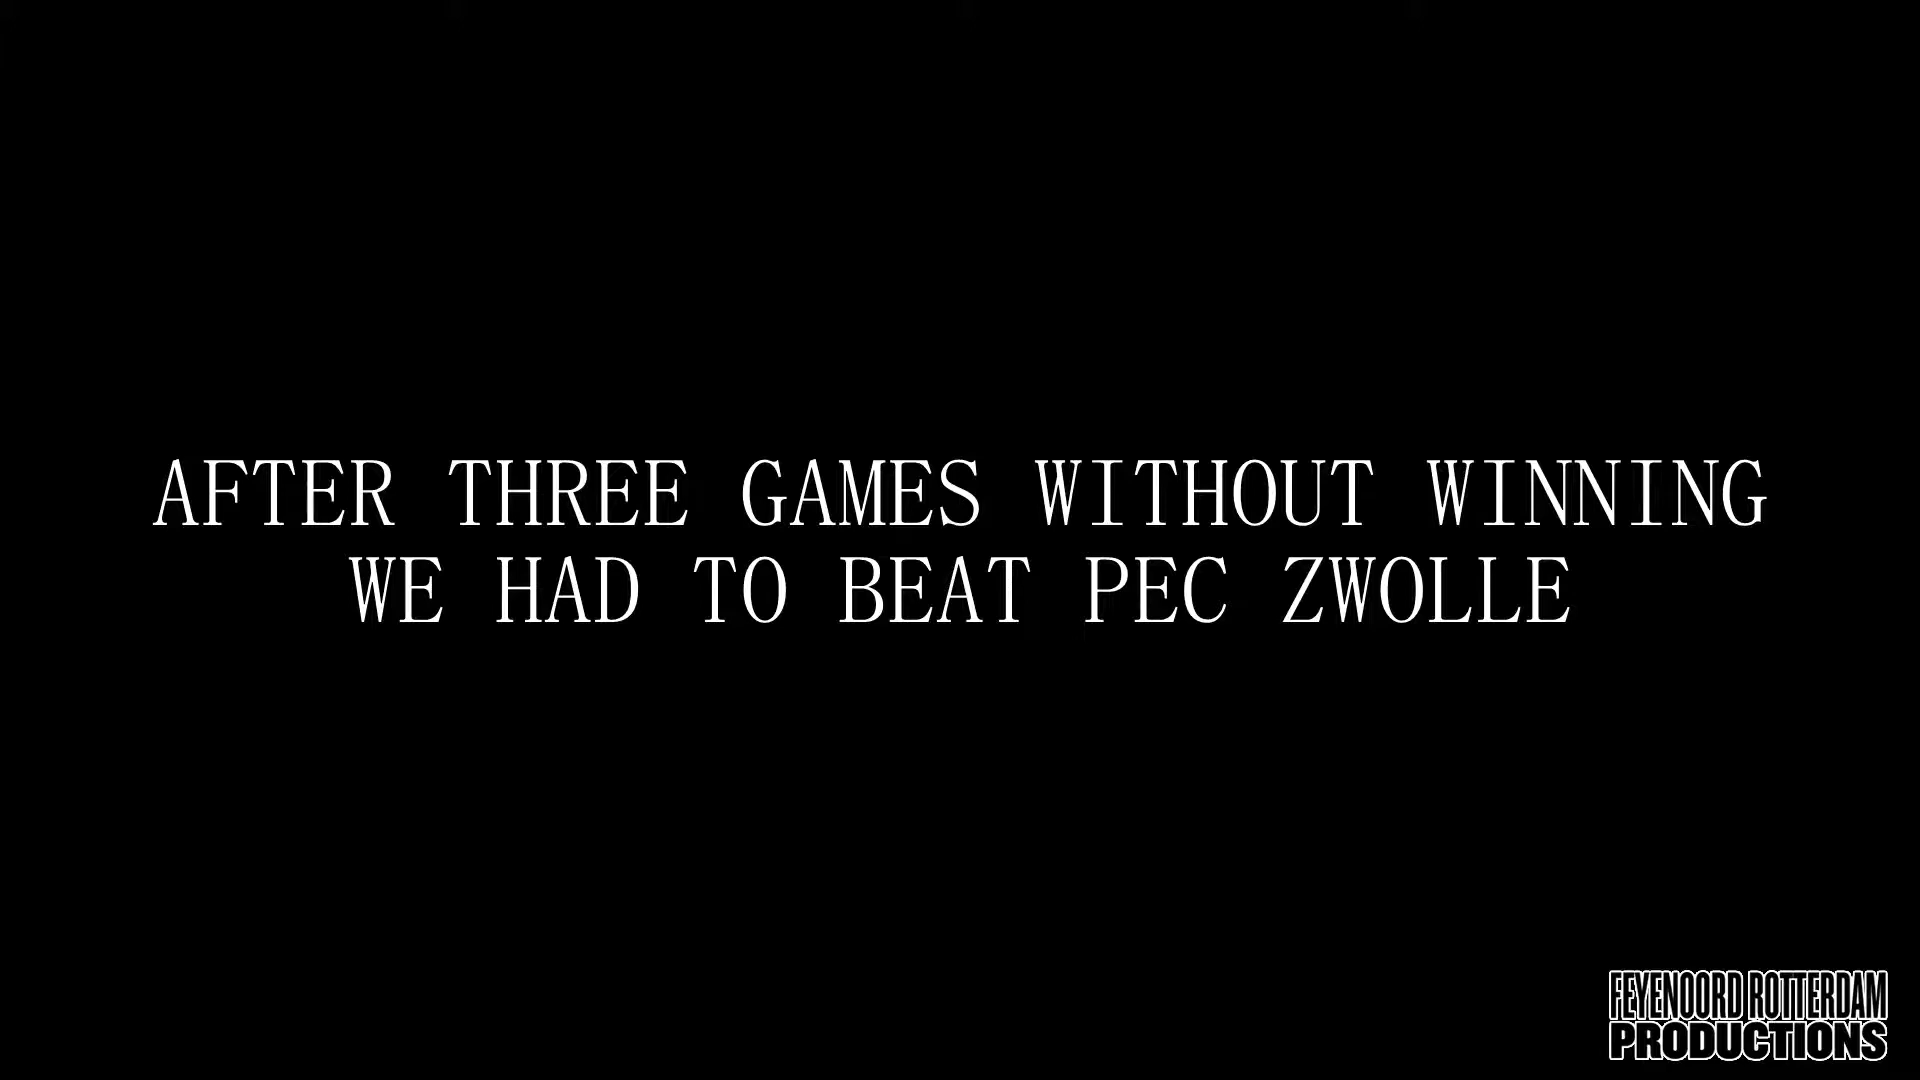 AFTER THREE GAMES WITHOUT WINNING
WE HAD TO BEAT PEC ZWOLLE
FEYENOORD ROTTERDAM
PRODUCTIONS